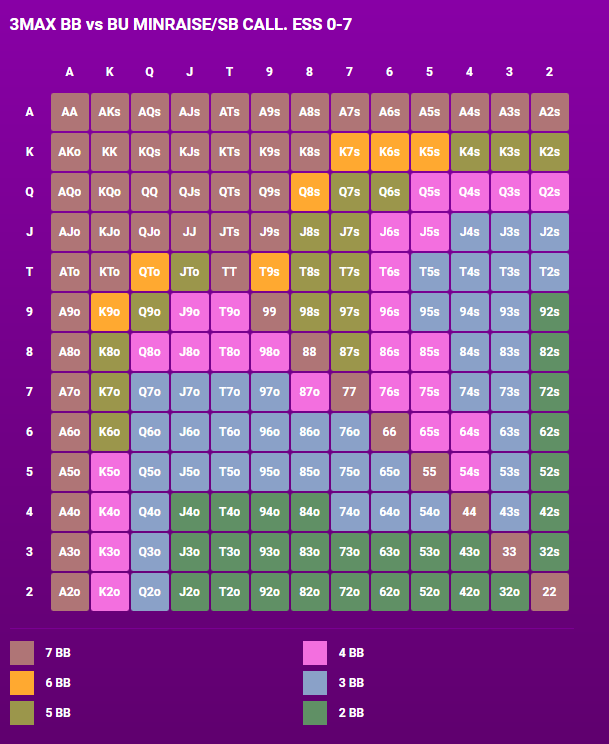 3MAX BB vs BU MINRAISE/SB CALL. ESS 0-7
A K Q J T 9 8 7 6 5 4 3 2
A AA AKs AQs AJs ATs A9s A8s A7s A6s A5s A4s A3s A2s
K AKo KK KQs KJs KTs K9s K8s K7s K6s K5s K4s K3s K2s
Q AQo KQo QQ QJs QTs Q9s Q8s Q7s Q6s Q5s Q4s Q3s Q2s
J AJo KJo QJo JJ JTs J9s J8s J7s J6s J5s J4s J3s J2s
T ATo KTo QTo JTo TT T9s T8s T7s T6s T5s T4s T3s T2s
9 A9o K9o Q9o J9o T9o 99 98s 97s 96s 95s 94s 93s 92s
8 A8o K8o Q8o J8o T8o 98o 88 87s 86s 85s 84s 83s 82s
7 A7o K7o Q7o J7o T7o 97o 87o 77 76s 75s 74s 73s 72s
6 A6o K6o Q6o J6o T6o 96o 86o 76o 66 65s 64s 63s 62s
5 A5o K5o Q5o J5o T5o 95o 85o 75o 65o 55 54s 53s 52s
4 A4o K4o Q4o J4o T4o 94o 84o 74o 64o 54o 44 43s 42s
3 A3o K3o Q3o J3o T3o 93o 83o 73o 63o 53o 43o 33 32s
2 A2o K2o Q2o J2o T2o 92o 82o 72o 62o 52o 42o 32o 22
7 BB 4 BB
6 BB 3 BB
5 BB 2 BB